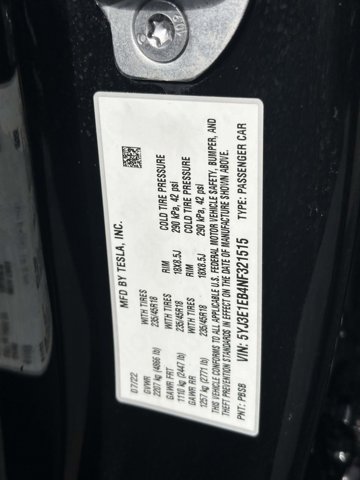 MFD BY TESLA, INC.
07/22
GVWR
2207 kg (4866 lb)
GAWR FRT WITH TIRES RIM COLD TIRE PRESSURE
1110 kg (2447 lb) 235/45R18 18X8.5J 290 kPa, 42 psi
GAWR RR WITH TIRES RIM COLD TIRE PRESSURE
1257 kg (2771 lb) 235/45R18 18X8.5J 290 kPa, 42 psi
THIS VEHICLE CONFORMS TO ALL APPLICABLE U.S. FEDERAL MOTOR VEHICLE SAFETY, BUMPER, AND
THEFT PREVENTION STANDARDS IN EFFECT ON THE DATE OF MANUFACTURE SHOWN ABOVE.
VIN: 5YJ3E1EB4NF321515 TYPE: PASSENGER CAR
PNT: PBSB